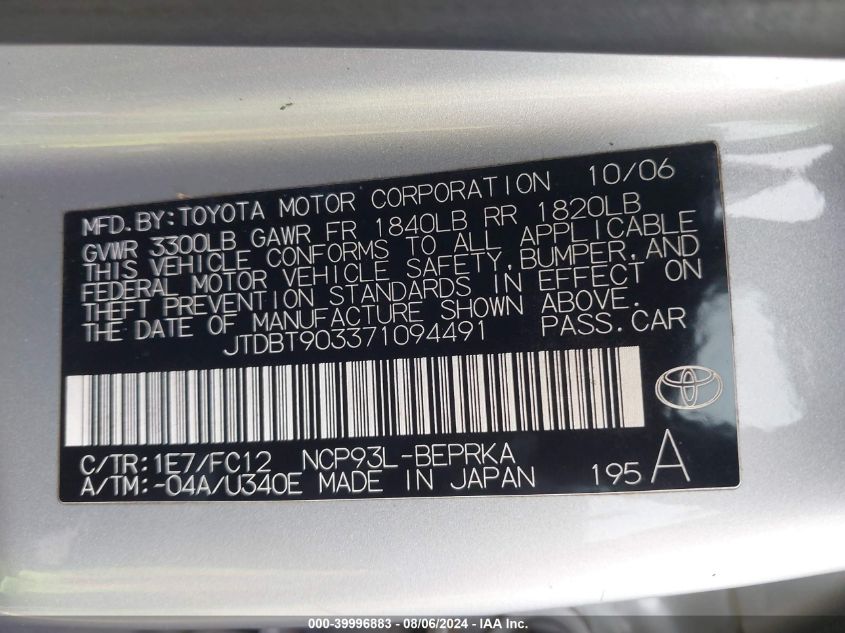 MFD.BY:TOYOTA MOTOR CORPORATION 10/06
GVWR 3300LB GAWR FR 1840LB RR 1820LB
THIS VEHICLE CONFORMS TO ALL APPLICABLE
FEDERAL MOTOR VEHICLE SAFETY, BUMPER, AND
THEFT PREVENTION STANDARDS IN EFFECT ON
THE DATE OF MANUFACTURE SHOWN ABOVE.
JTDBT903371094491 PASS.CAR
C/TR:1E7/FC12 NCP93L-BEPRKA
A/TM:-04A/U340E MADE IN JAPAN 195 A
000-39996883 - 08/06/2024 - IAA Inc.